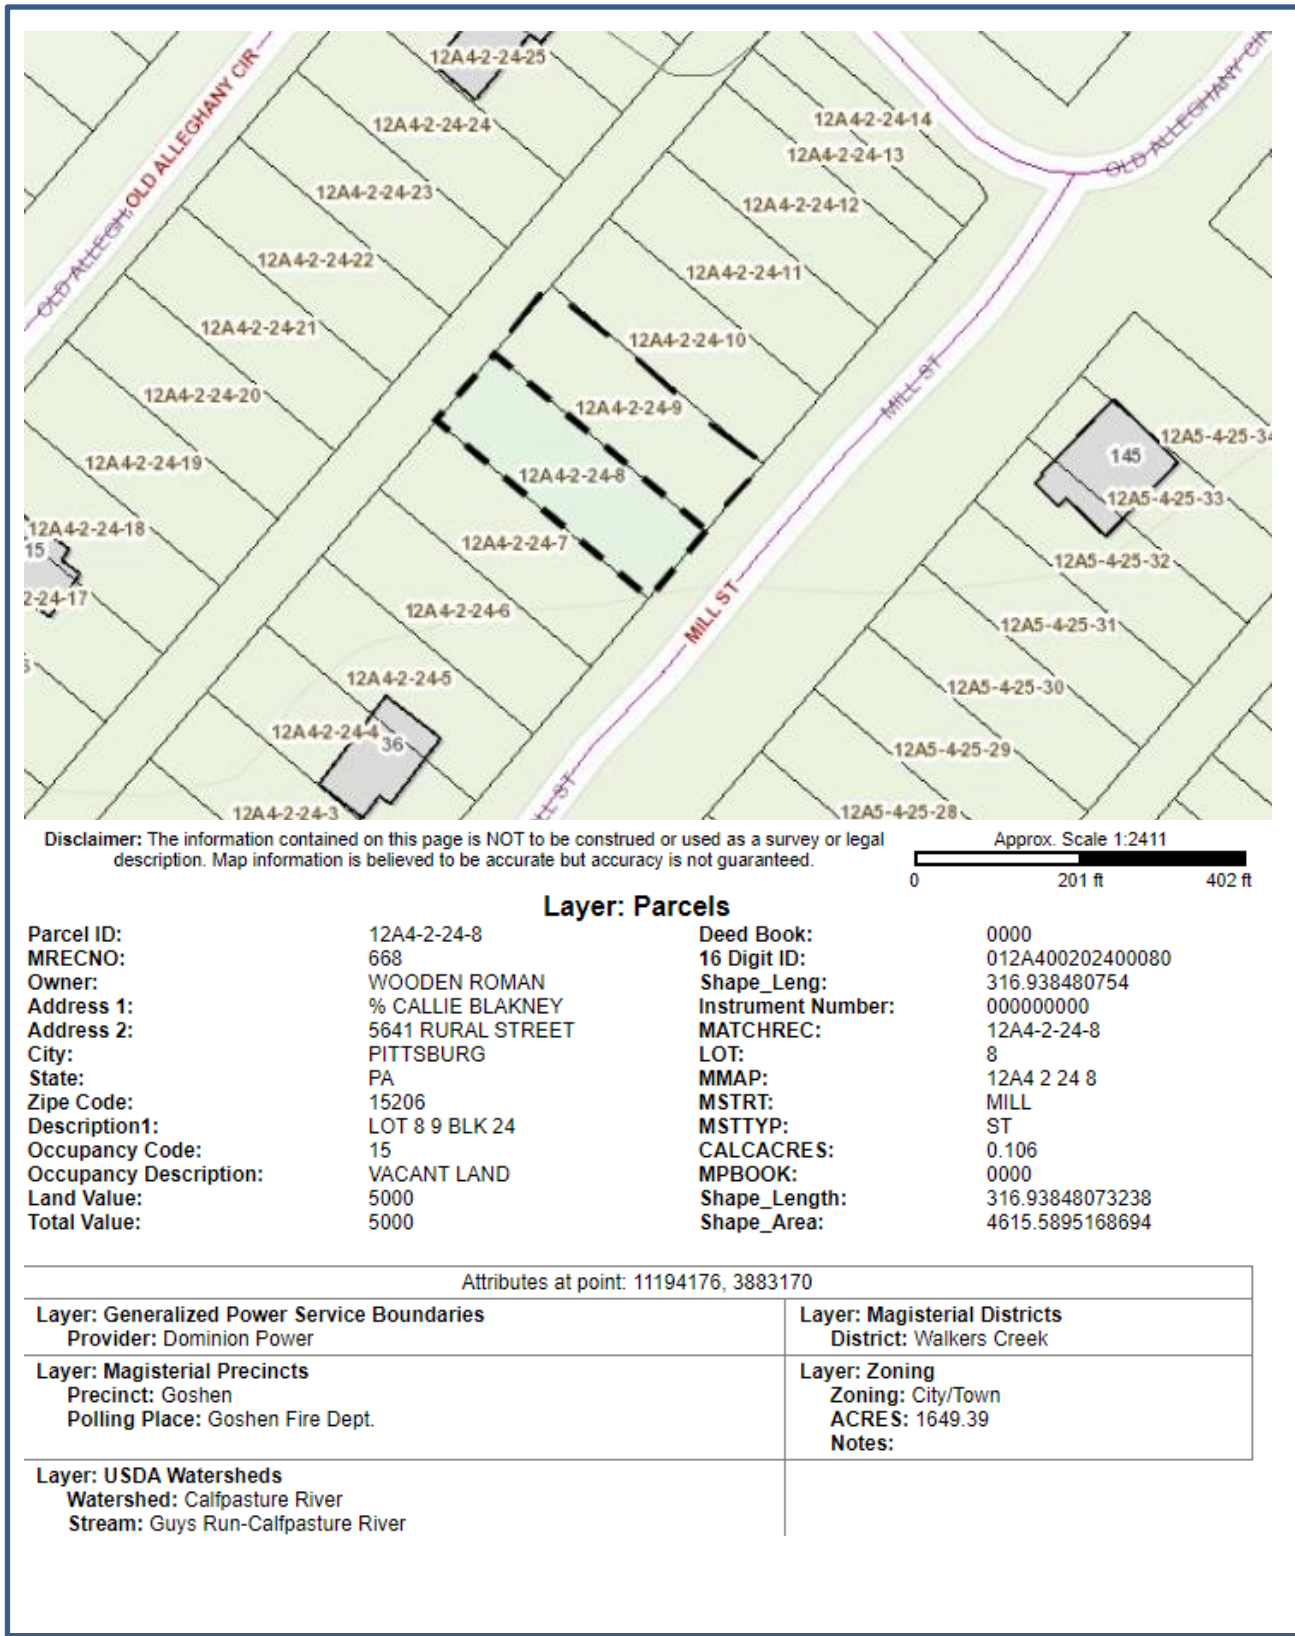 12A4-2-24-25
OLD ALLEGHANY CIR
12A4-2-24-24
12A4-2-24-14
12A4-2-24-13
OLD ALLEGHANY CIR
12A4-2-24-23
12A4-2-24-12
12A4-2-24-22
12A4-2-24-11
OLD ALLEGH
12A4-2-24-21
12A4-2-24-10
12A4-2-24-20
12A4-2-24-9
MILL ST
12A5-4-25-34
145
12A4-2-24-19
12A4-2-24-8
12A5-4-25-33
12A4-2-24-18
15
12A4-2-24-7
12A5-4-25-32
2-24-17
12A4-2-24-6
MILL ST
12A5-4-25-31
12A4-2-24-5
12A5-4-25-30
12A4-2-24-4
36
12A5-4-25-29
LL ST
12A4-2-24-3
12A5-4-25-28
Disclaimer: The information contained on this page is NOT to be construed or used as a survey or legal
description. Map information is believed to be accurate but accuracy is not guaranteed.
Approx. Scale 1:2411
0 201 ft 402 ft
Layer: Parcels
Parcel ID: 12A4-2-24-8 Deed Book: 0000
MRECNO: 668 16 Digit ID: 012A400202400080
Owner: WOODEN ROMAN Shape_Leng: 316.938480754
Address 1: % CALLIE BLAKNEY Instrument Number: 000000000
Address 2: 5641 RURAL STREET MATCHREC: 12A4-2-24-8
City: PITTSBURG LOT: 8
State: PA MMAP: 12A4 2 24 8
Zipe Code: 15206 MSTRT: MILL
Description1: LOT 8 9 BLK 24 MSTTYP: ST
Occupancy Code: 15 CALCACRES: 0.106
Occupancy Description: VACANT LAND MPBOOK: 0000
Land Value: 5000 Shape_Length: 316.93848073238
Total Value: 5000 Shape_Area: 4615.5895168694
Attributes at point: 11194176, 3883170
Layer: Generalized Power Service Boundaries
Provider: Dominion Power
Layer: Magisterial Districts
District: Walkers Creek
Layer: Magisterial Precincts
Precinct: Goshen
Polling Place: Goshen Fire Dept.
Layer: Zoning
Zoning: City/Town
ACRES: 1649.39
Notes:
Layer: USDA Watersheds
Watershed: Calfpasture River
Stream: Guys Run-Calfpasture River